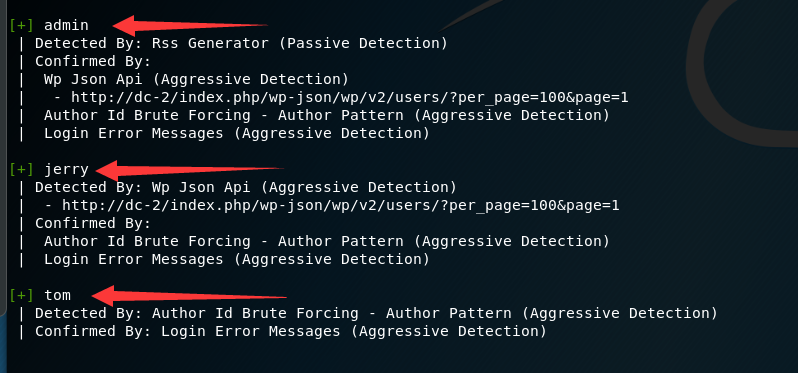 [+] admin
| Detected By: Rss Generator (Passive Detection)
| Confirmed By:
|  Wp Json Api (Aggressive Detection)
|   - http://dc-2/index.php/wp-json/wp/v2/users/?per_page=100&page=1
|  Author Id Brute Forcing - Author Pattern (Aggressive Detection)
|  Login Error Messages (Aggressive Detection)
[+] jerry
| Detected By: Wp Json Api (Aggressive Detection)
|  - http://dc-2/index.php/wp-json/wp/v2/users/?per_page=100&page=1
| Confirmed By:
|  Author Id Brute Forcing - Author Pattern (Aggressive Detection)
|  Login Error Messages (Aggressive Detection)
[+] tom
| Detected By: Author Id Brute Forcing - Author Pattern (Aggressive Detection)
| Confirmed By: Login Error Messages (Aggressive Detection)